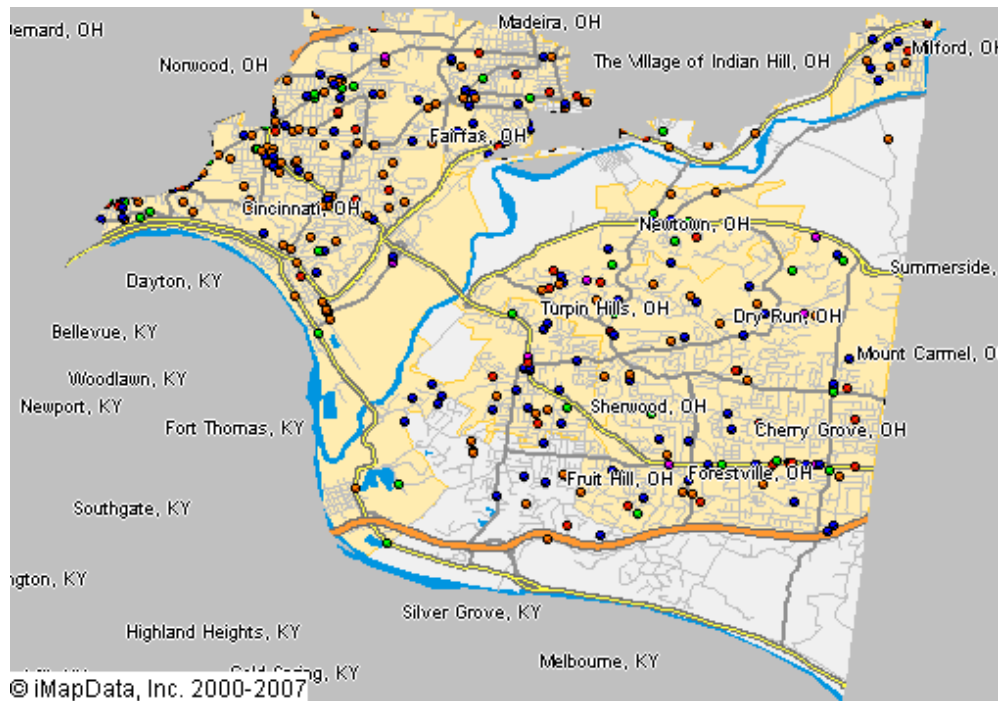 Madeira, OH
ernard, OH
Milford, OH
Norwood, OH
The Village of Indian Hill, OH
Fairfax, OH
Cincinnati, OH
Newtown, OH
Summerside,
Dayton, KY
Turpin Hills, OH
Dry Run, OH
Bellevue, KY
Mount Carmel, O
Woodlawn, KY
Newport, KY
Sherwood, OH
Fort Thomas, KY
Cherry Grove, OH
Fruit Hill, OH
Forestville, OH
Southgate, KY
ngton, KY
Silver Grove, KY
Highland Heights, KY
Melbourne, KY
Cold Spring, KY
© iMapData, Inc. 2000-2007